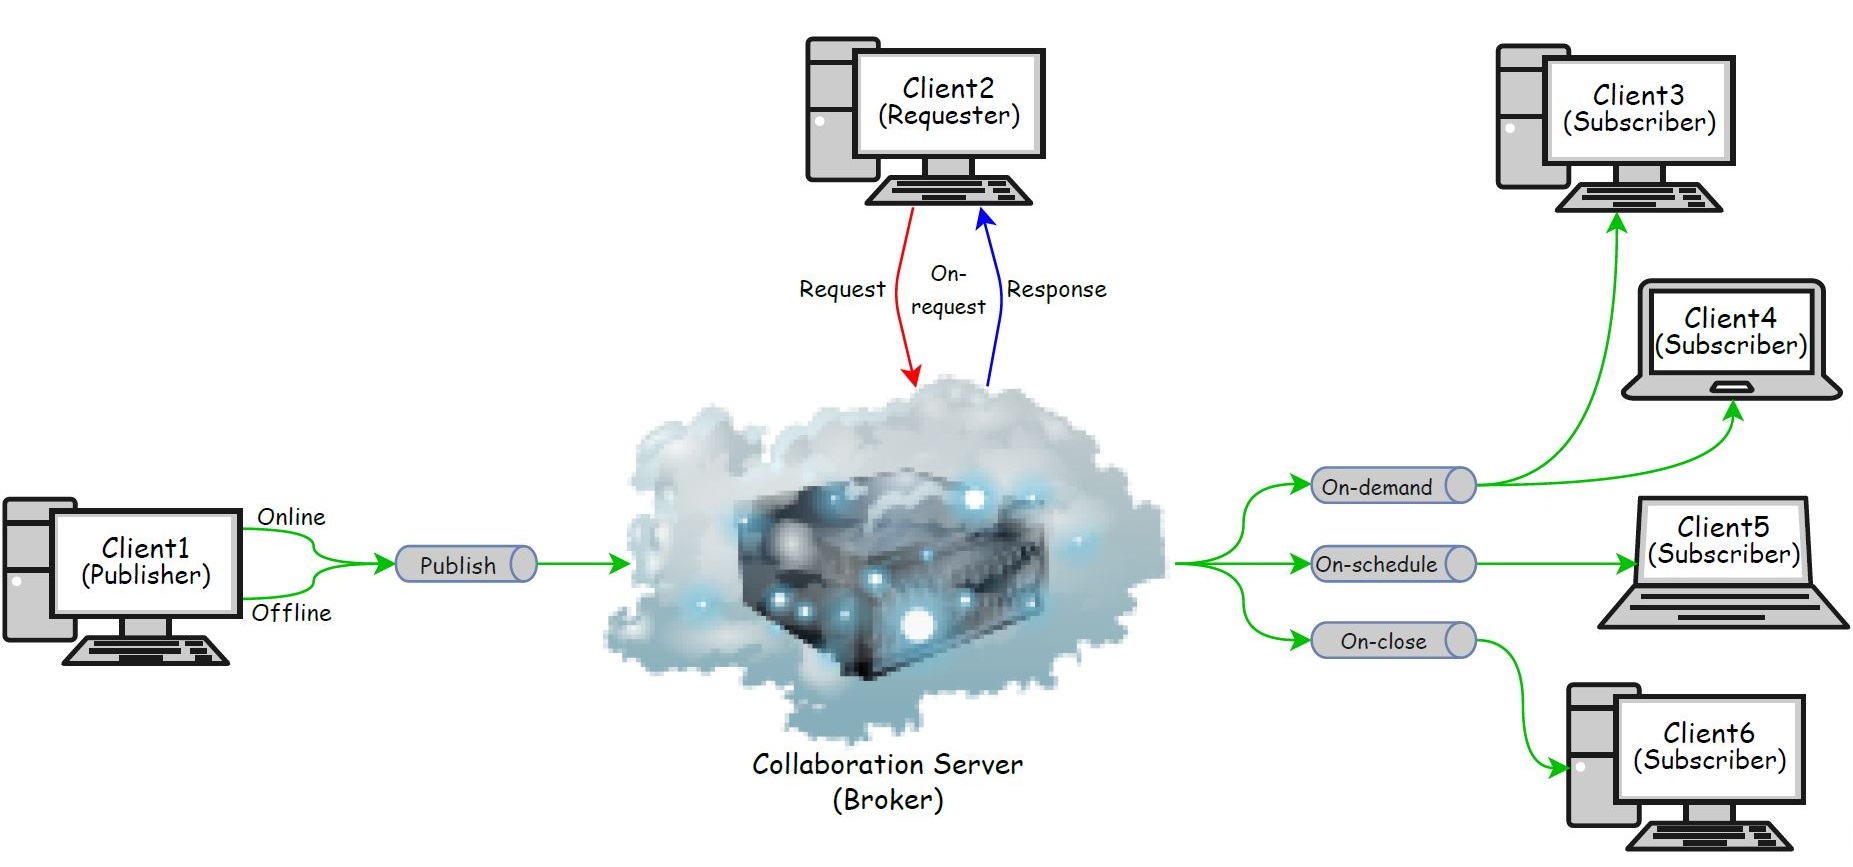 Client2
(Requester)
Client3
(Subscriber)
Request
On-
request
Response
Client4
(Subscriber)
Online
Client1
(Publisher)
Offline
Publish
On-demand
On-schedule
On-close
Client5
(Subscriber)
Client6
(Subscriber)
Collaboration Server
(Broker)